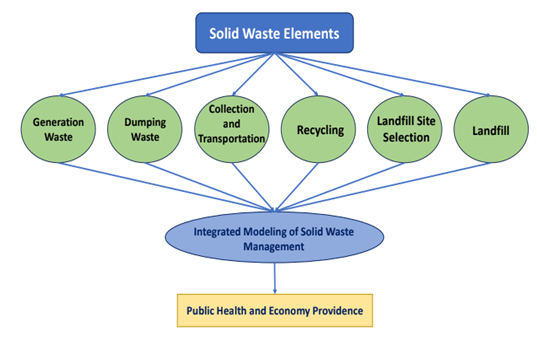 Solid Waste Elements
Generation
Waste
Dumping
Waste
Collection
and
Transportation
Recycling
Landfill Site
Selection
Landfill
Integrated Modeling of Solid Waste
Management
Public Health and Economy Providence